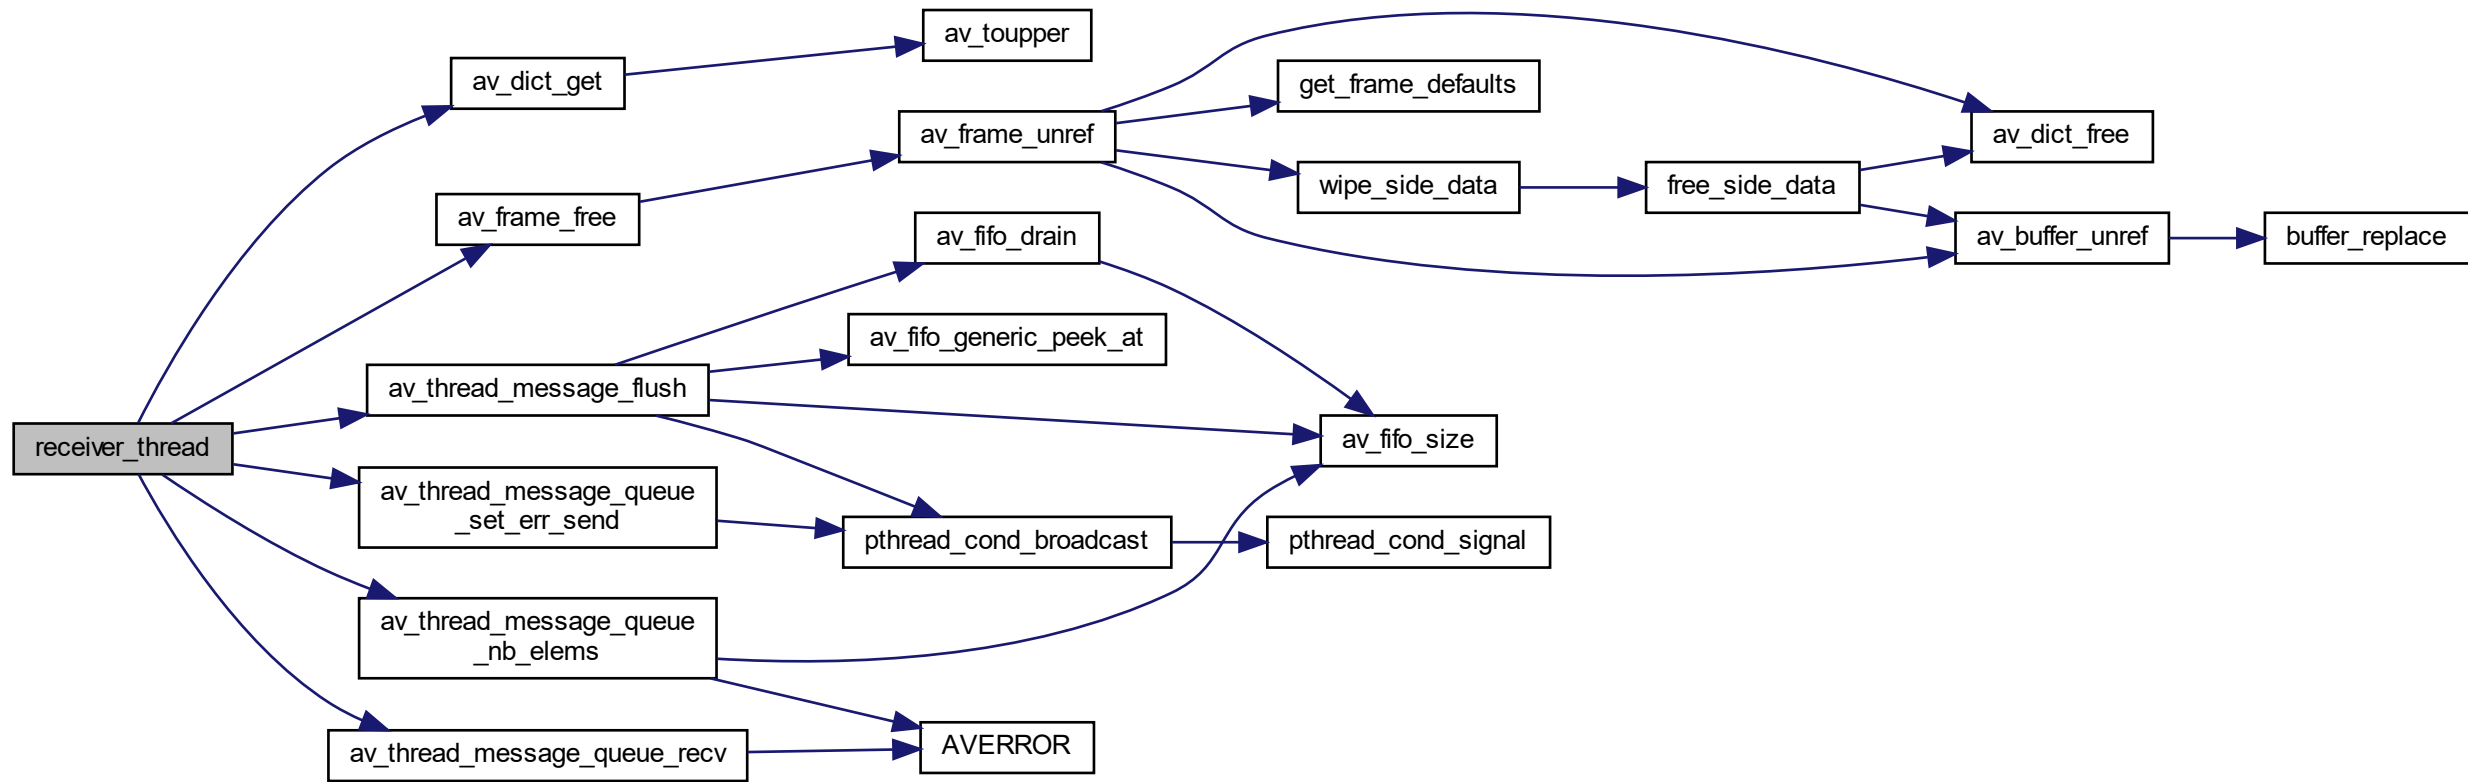 av_toupper
av_dict_get
get_frame_defaults
av_frame_unref
av_dict_free
wipe_side_data
free_side_data
av_frame_free
av_fifo_drain
av_buffer_unref
buffer_replace
av_fifo_generic_peek_at
av_thread_message_flush
receiver_thread
av_fifo_size
av_thread_message_queue
_set_err_send
pthread_cond_broadcast
pthread_cond_signal
av_thread_message_queue
_nb_elems
av_thread_message_queue_recv
AVERROR